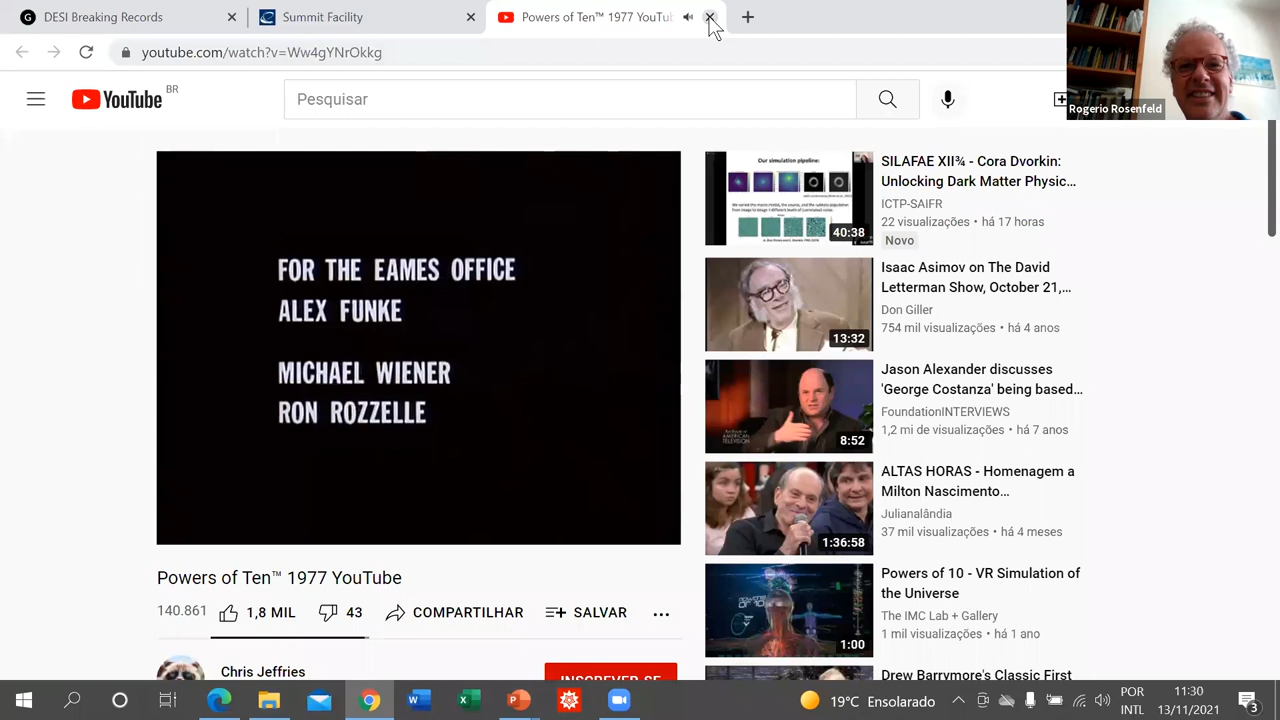 DESI Breaking Records
Summit Facility
Powers of Ten™ 1977 YouTub
youtube.com/watch?v=Ww4gYNrOkkg
YouTube BR
Pesquisar
Rogerio Rosenfeld
FOR THE EAMES OFFICE
ALEX FUNKE
MICHAEL WIENER
RON ROZZELLE
Powers of Ten™ 1977 YouTube
140.861
1,8 MIL
43
COMPARTILHAR
SALVAR
Chris Jeffries
INSCREVER-SE
Our simulation pipeline:
40:38
SILAFAE XII¾ - Cora Dvorkin:
Unlocking Dark Matter Physic...
ICTP-SAIFR
22 visualizações • há 17 horas
Novo
13:32
Isaac Asimov on The David
Letterman Show, October 21,...
Don Giller
754 mil visualizações • há 4 anos
8:52
Jason Alexander discusses
'George Costanza' being based...
FoundationINTERVIEWS
1,2 mi de visualizações • há 7 anos
1:36:58
ALTAS HORAS - Homenagem a
Milton Nascimento...
Julianalândia
37 mil visualizações • há 4 meses
1:00
Powers of 10 - VR Simulation of
the Universe
The IMC Lab + Gallery
1 mil visualizações • há 1 ano
Drew Barrymore's Classic First
19°C Ensolarado
POR
INTL
11:30
13/11/2021
3